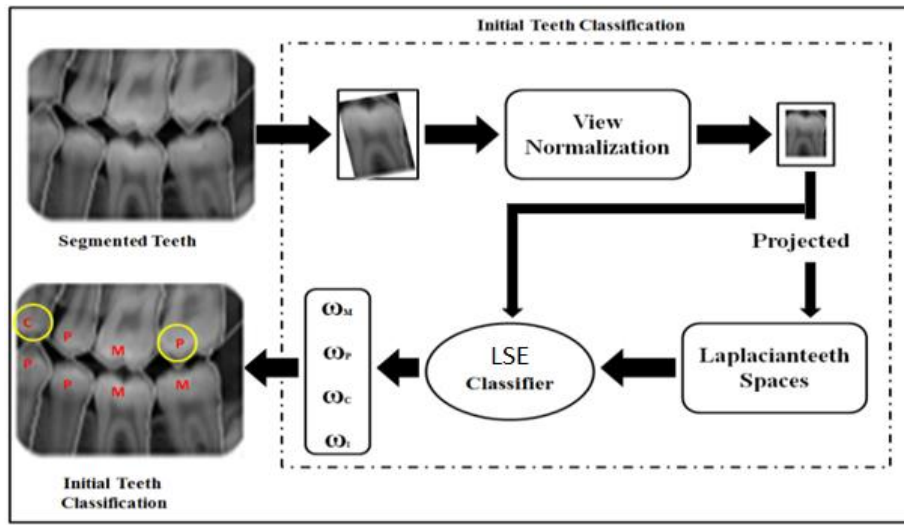 Initial Teeth Classification
View
Normalization
Segmented Teeth
Projected
C
P
M
P
P
P
M
M
ωM
ωP
ωC
ωI
LSE
Classifier
Laplacianteeth
Spaces
Initial Teeth
Classification